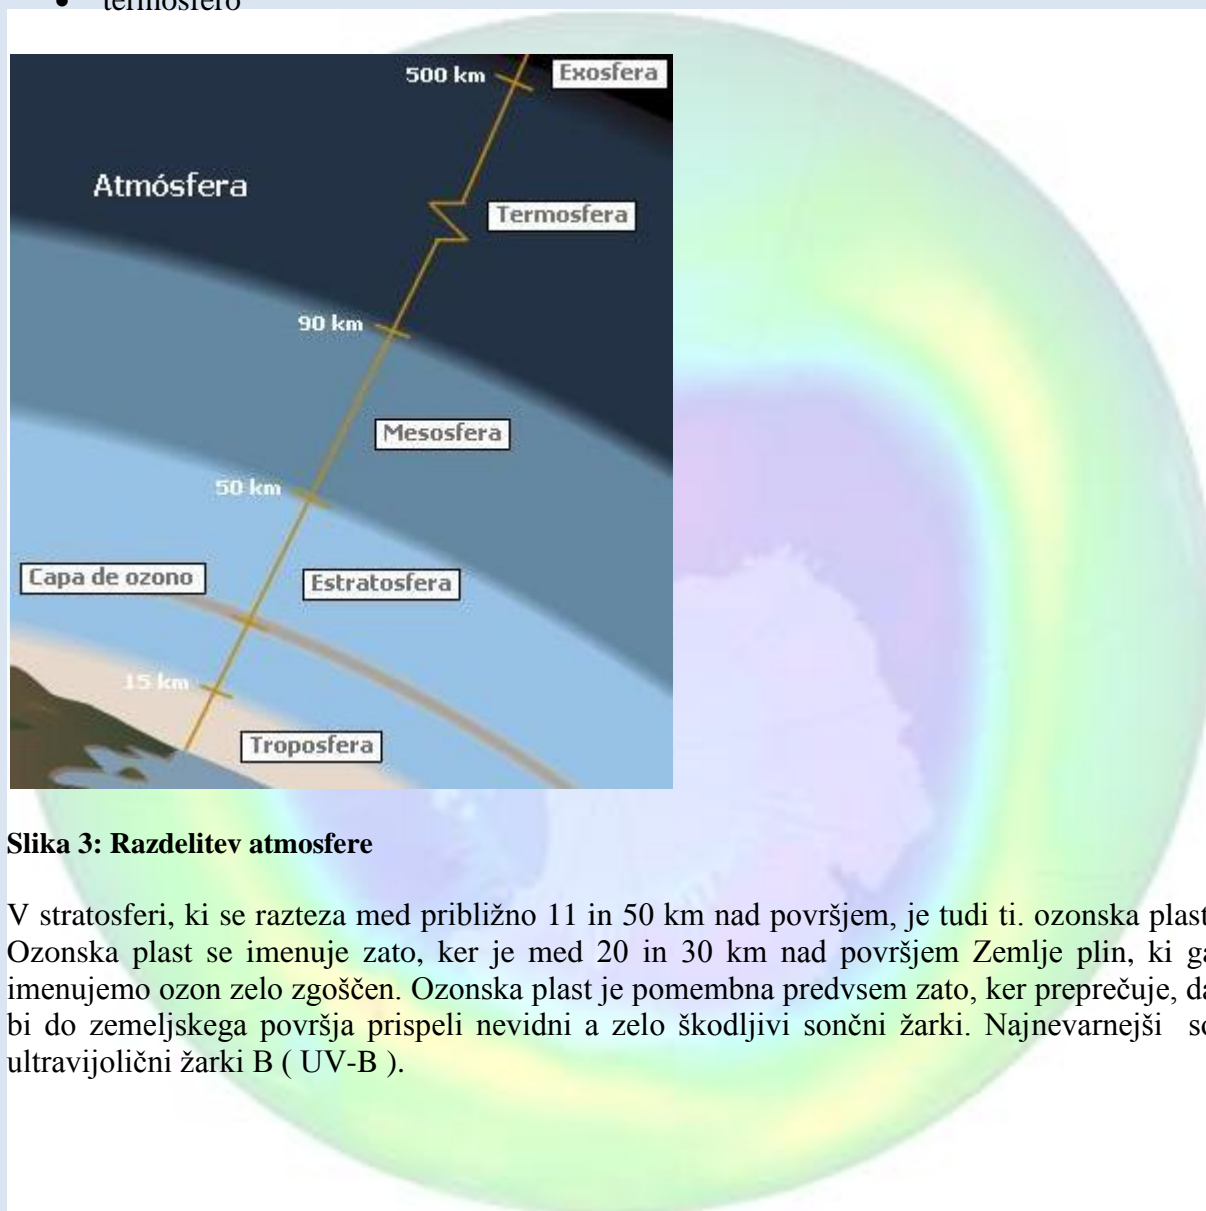 • termosfero
500 km
Exosfera
Atmósfera
Termosfera
90 km
Mesosfera
50 km
Capa de ozono
Estratosfera
15 km
Troposfera
Slika 3: Razdelitev atmosfere
V stratosferi, ki se razteza med približno 11 in 50 km nad površjem, je tudi ti. ozonska plast
Ozonska plast se imenuje zato, ker je med 20 in 30 km nad površjem Zemlje plin, ki ga
imenujemo ozon zelo zgoščen. Ozonska plast je pomembna predvsem zato, ker preprečuje, da
bi do zemeljskega površja prispeli nevidni a zelo škodljivi sončni žarki. Najnevarnejši so
ultravijolični žarki B ( UV-B ).